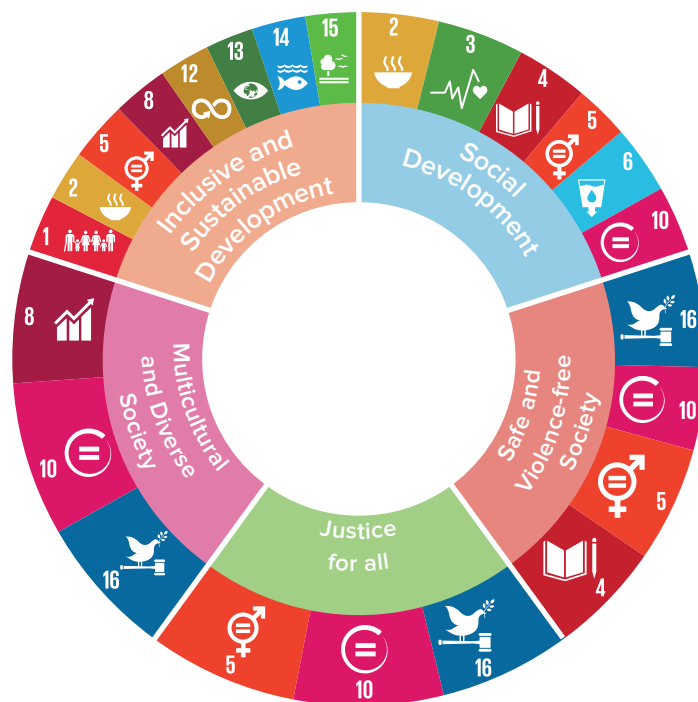 1
2
5
8
12
13
14
15
Inclusive and
Sustainable
Development
2
3
4
5
6
10
Social
Development
16
10
5
4
Safe and
Violence-free
Society
16
10
5
Justice
for all
16
10
8
Multicultural
and Diverse
Society